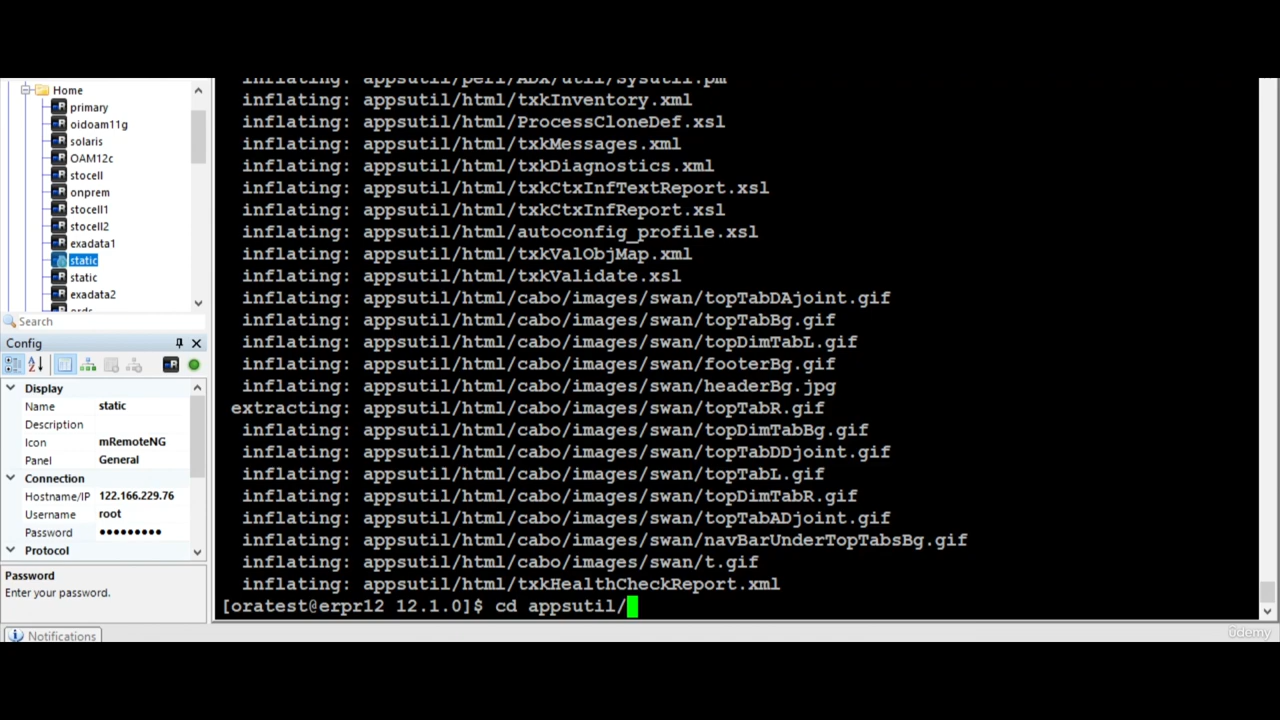 Home
primary
oidoam11g
solaris
OAM12c
stocell
onprem
stocell1
stocell2
exadata1
static
static
exadata2
Search
Config
Display
Name static
Description
Icon mRemoteNG
Panel General
Connection
Hostname/IP 122.166.229.76
Username root
Password ●●●●●●●●●
Protocol
Password
Enter your password.
Notifications
inflating: appsutil/perl/ADX/util/Sysutil.pm
inflating: appsutil/html/txkInventory.xml
inflating: appsutil/html/ProcessCloneDef.xsl
inflating: appsutil/html/txkMessages.xml
inflating: appsutil/html/txkDiagnostics.xml
inflating: appsutil/html/txkCtxInfTextReport.xsl
inflating: appsutil/html/txkCtxInfReport.xsl
inflating: appsutil/html/autoconfig_profile.xsl
inflating: appsutil/html/txkValObjMap.xml
inflating: appsutil/html/txkValidate.xsl
inflating: appsutil/html/cabo/images/swan/topTabDAjoint.gif
inflating: appsutil/html/cabo/images/swan/topTabBg.gif
inflating: appsutil/html/cabo/images/swan/topDimTabL.gif
inflating: appsutil/html/cabo/images/swan/footerBg.gif
inflating: appsutil/html/cabo/images/swan/headerBg.jpg
extracting: appsutil/html/cabo/images/swan/topTabR.gif
inflating: appsutil/html/cabo/images/swan/topDimTabBg.gif
inflating: appsutil/html/cabo/images/swan/topTabDDjoint.gif
inflating: appsutil/html/cabo/images/swan/topTabL.gif
inflating: appsutil/html/cabo/images/swan/topDimTabR.gif
inflating: appsutil/html/cabo/images/swan/topTabADjoint.gif
inflating: appsutil/html/cabo/images/swan/navBarUnderTopTabsBg.gif
inflating: appsutil/html/cabo/images/swan/t.gif
inflating: appsutil/html/txkHealthCheckReport.xml
[oratest@erpr12 12.1.0]$ cd appsutil/
ûdemy